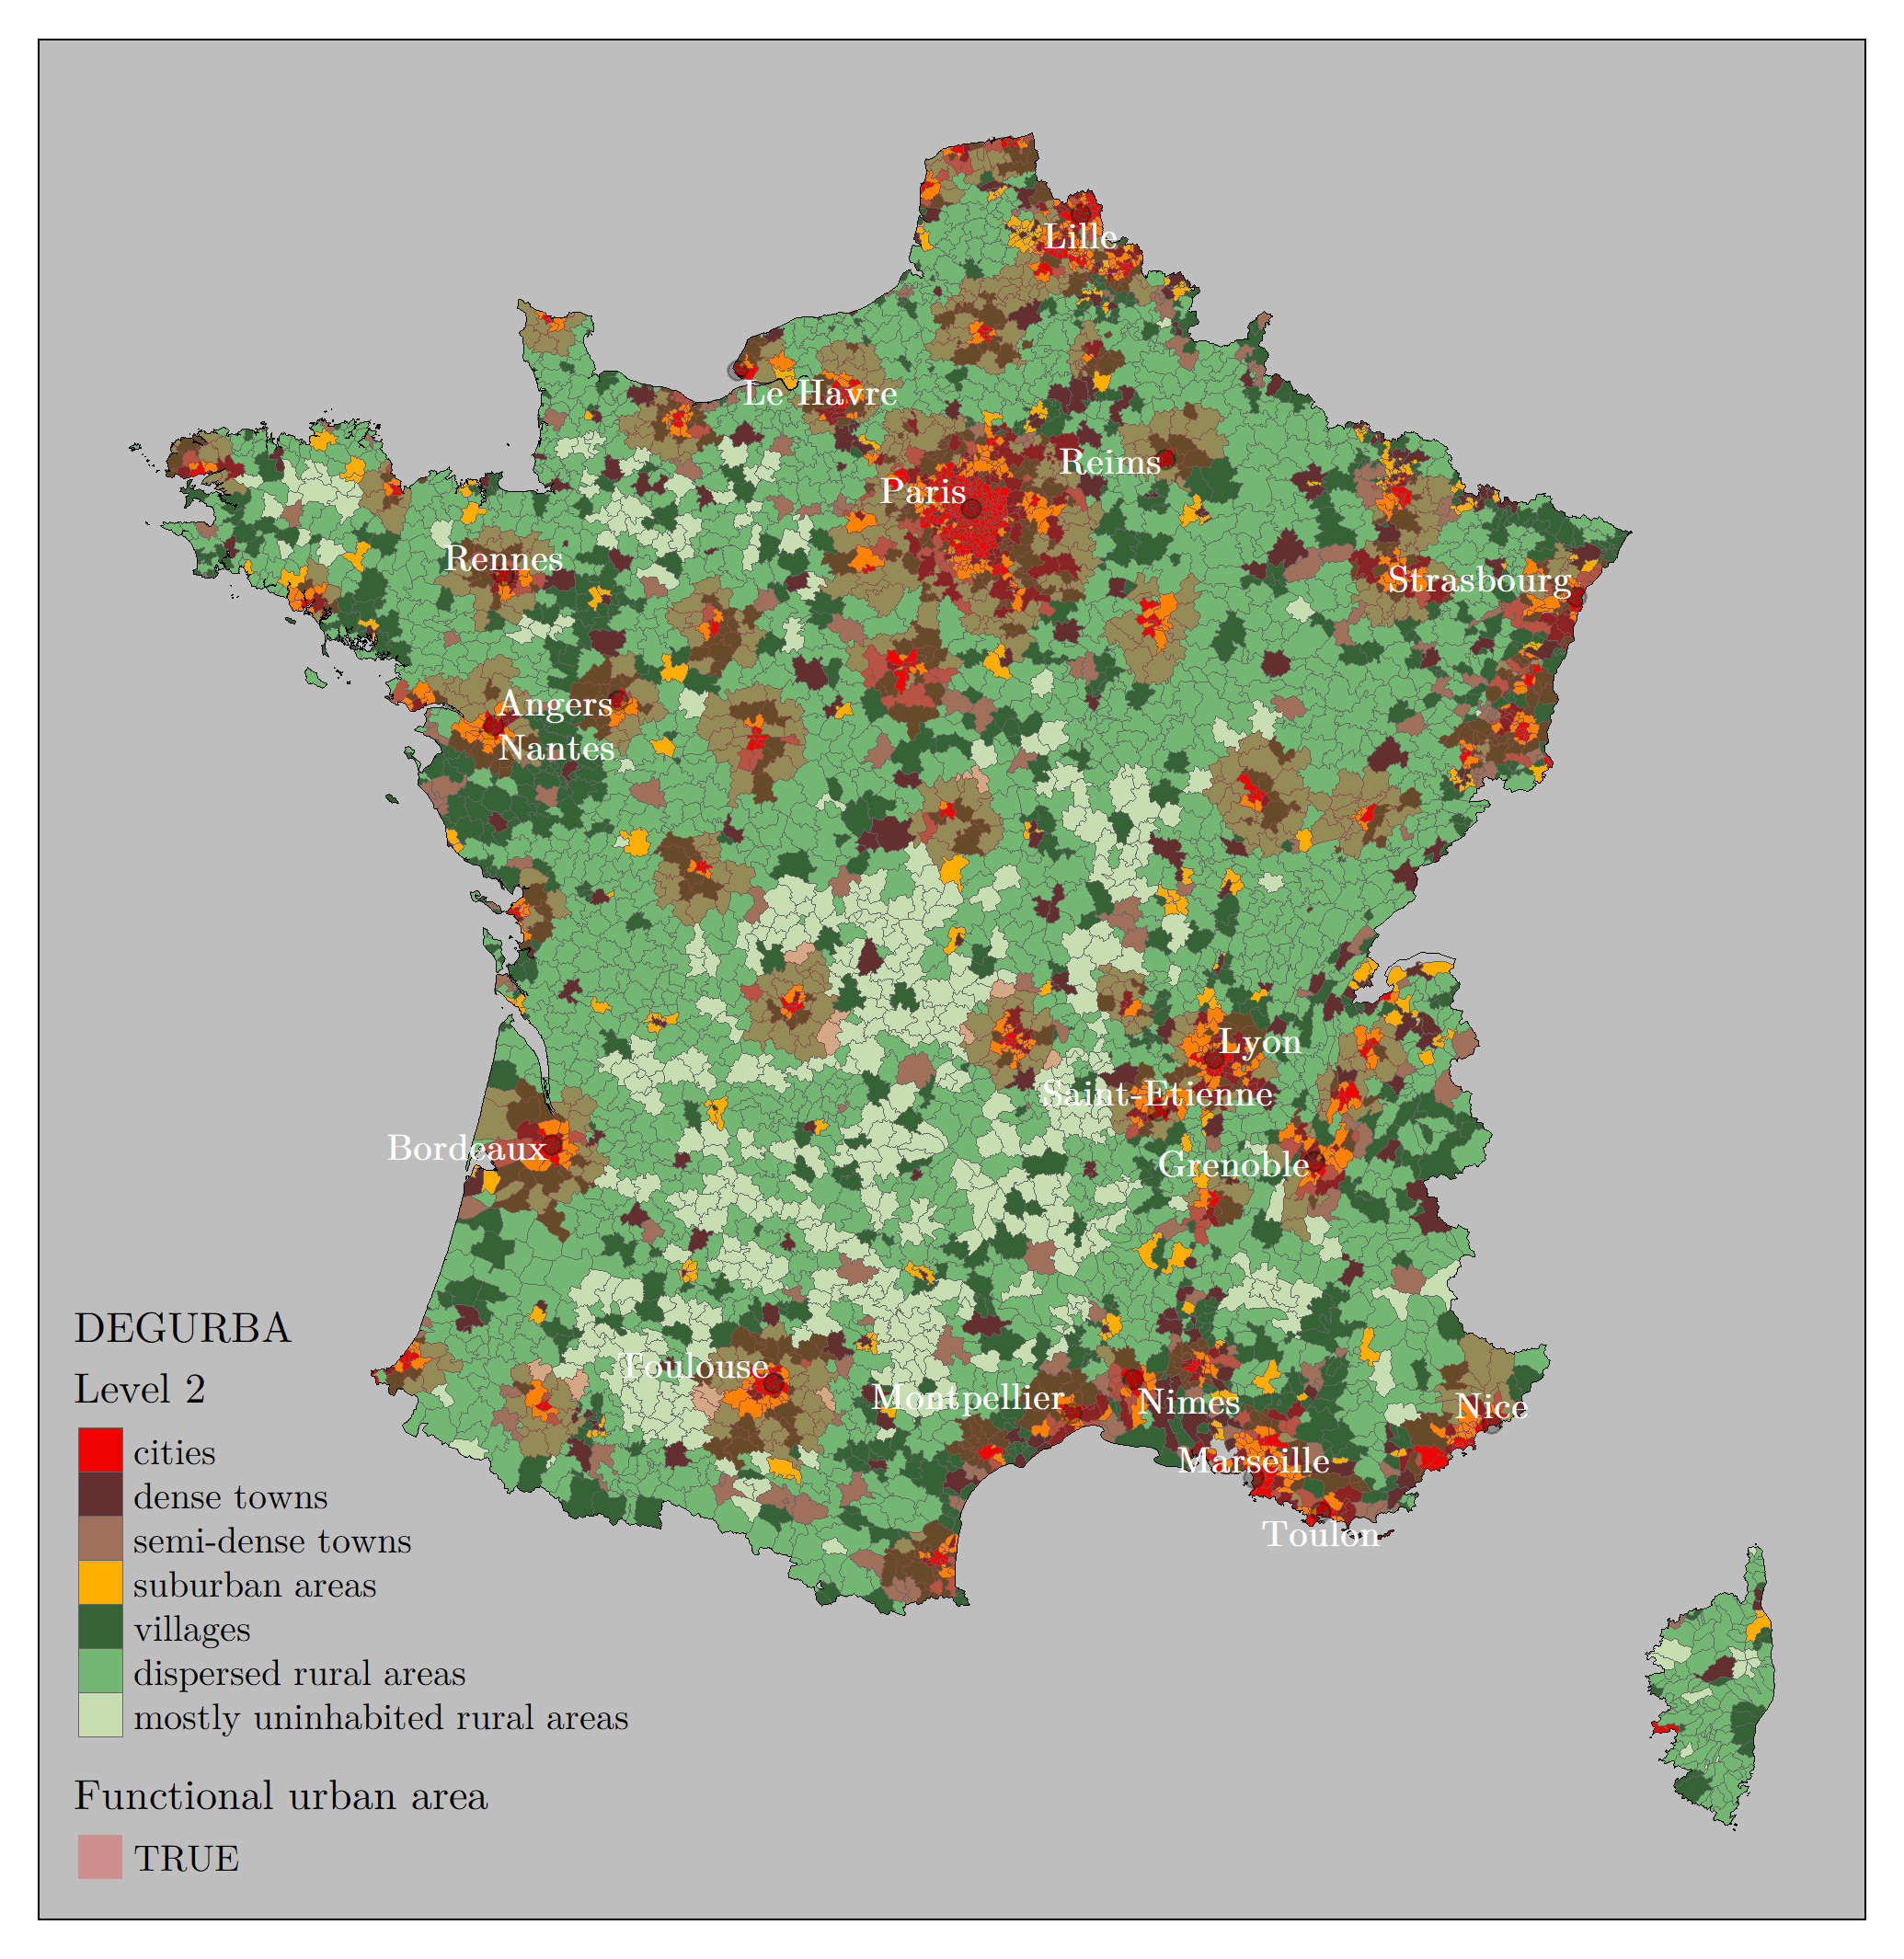 Lille
Le Havre
Reims
Paris
Rennes
Strasbourg
Angers
Nantes
Lyon
Saint-Etienne
Bordeaux
Grenoble
Toulouse
Montpellier
Nimes
Nice
Marseille
Toulon
DEGURBA
Level 2
cities
dense towns
semi-dense towns
suburban areas
villages
dispersed rural areas
mostly uninhabited rural areas
Functional urban area
TRUE